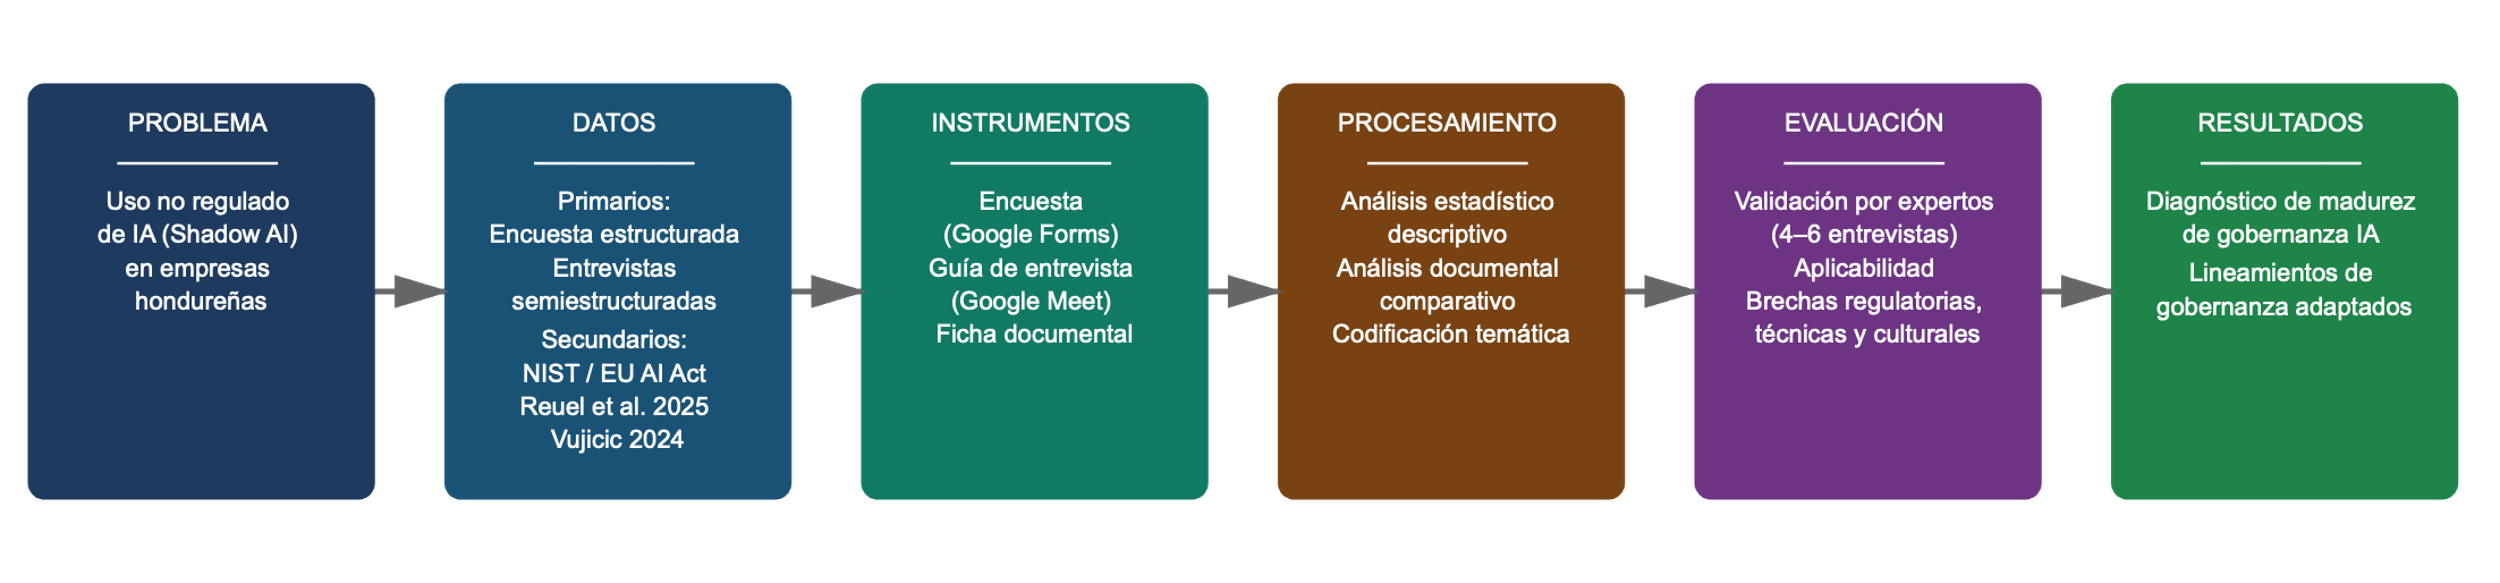 PROBLEMA
Uso no regulado
de IA (Shadow AI)
en empresas
hondureñas
DATOS
Primarios:
Encuesta estructurada
Entrevistas
semiestructuradas
Secundarios:
NIST / EU AI Act
Reuel et al. 2025
Vujicic 2024
INSTRUMENTOS
Encuesta
(Google Forms)
Guía de entrevista
(Google Meet)
Ficha documental
PROCESAMIENTO
Análisis estadístico
descriptivo
Análisis documental
comparativo
Codificación temática
EVALUACIÓN
Validación por expertos
(4–6 entrevistas)
Aplicabilidad
Brechas regulatorias,
técnicas y culturales
RESULTADOS
Diagnóstico de madurez
de gobernanza IA
Lineamientos de
gobernanza adaptados